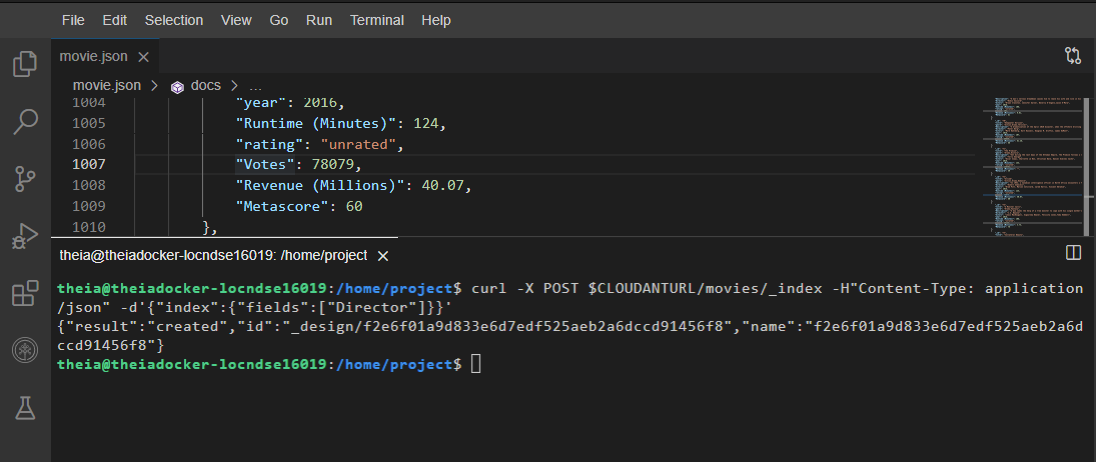 File Edit Selection View Go Run Terminal Help
movie.json
movie.json > docs > ...
1004 "year": 2016,
1005 "Runtime (Minutes)": 124,
1006 "rating": "unrated",
1007 "Votes": 78079,
1008 "Revenue (Millions)": 40.07,
1009 "Metascore": 60
1010 },
theia@theiadocker-locndse16019: /home/project
theia@theiadocker-locndse16019:/home/project$ curl -X POST $CLOUDANTURL/movies/_index -H"Content-Type: application
/json" -d'{"index":{"fields":["Director"]}}'
{"result":"created","id":"_design/f2e6f01a9d833e6d7edf525aeb2a6dccd91456f8","name":"f2e6f01a9d833e6d7edf525aeb2a6d
ccd91456f8"}
theia@theiadocker-locndse16019:/home/project$